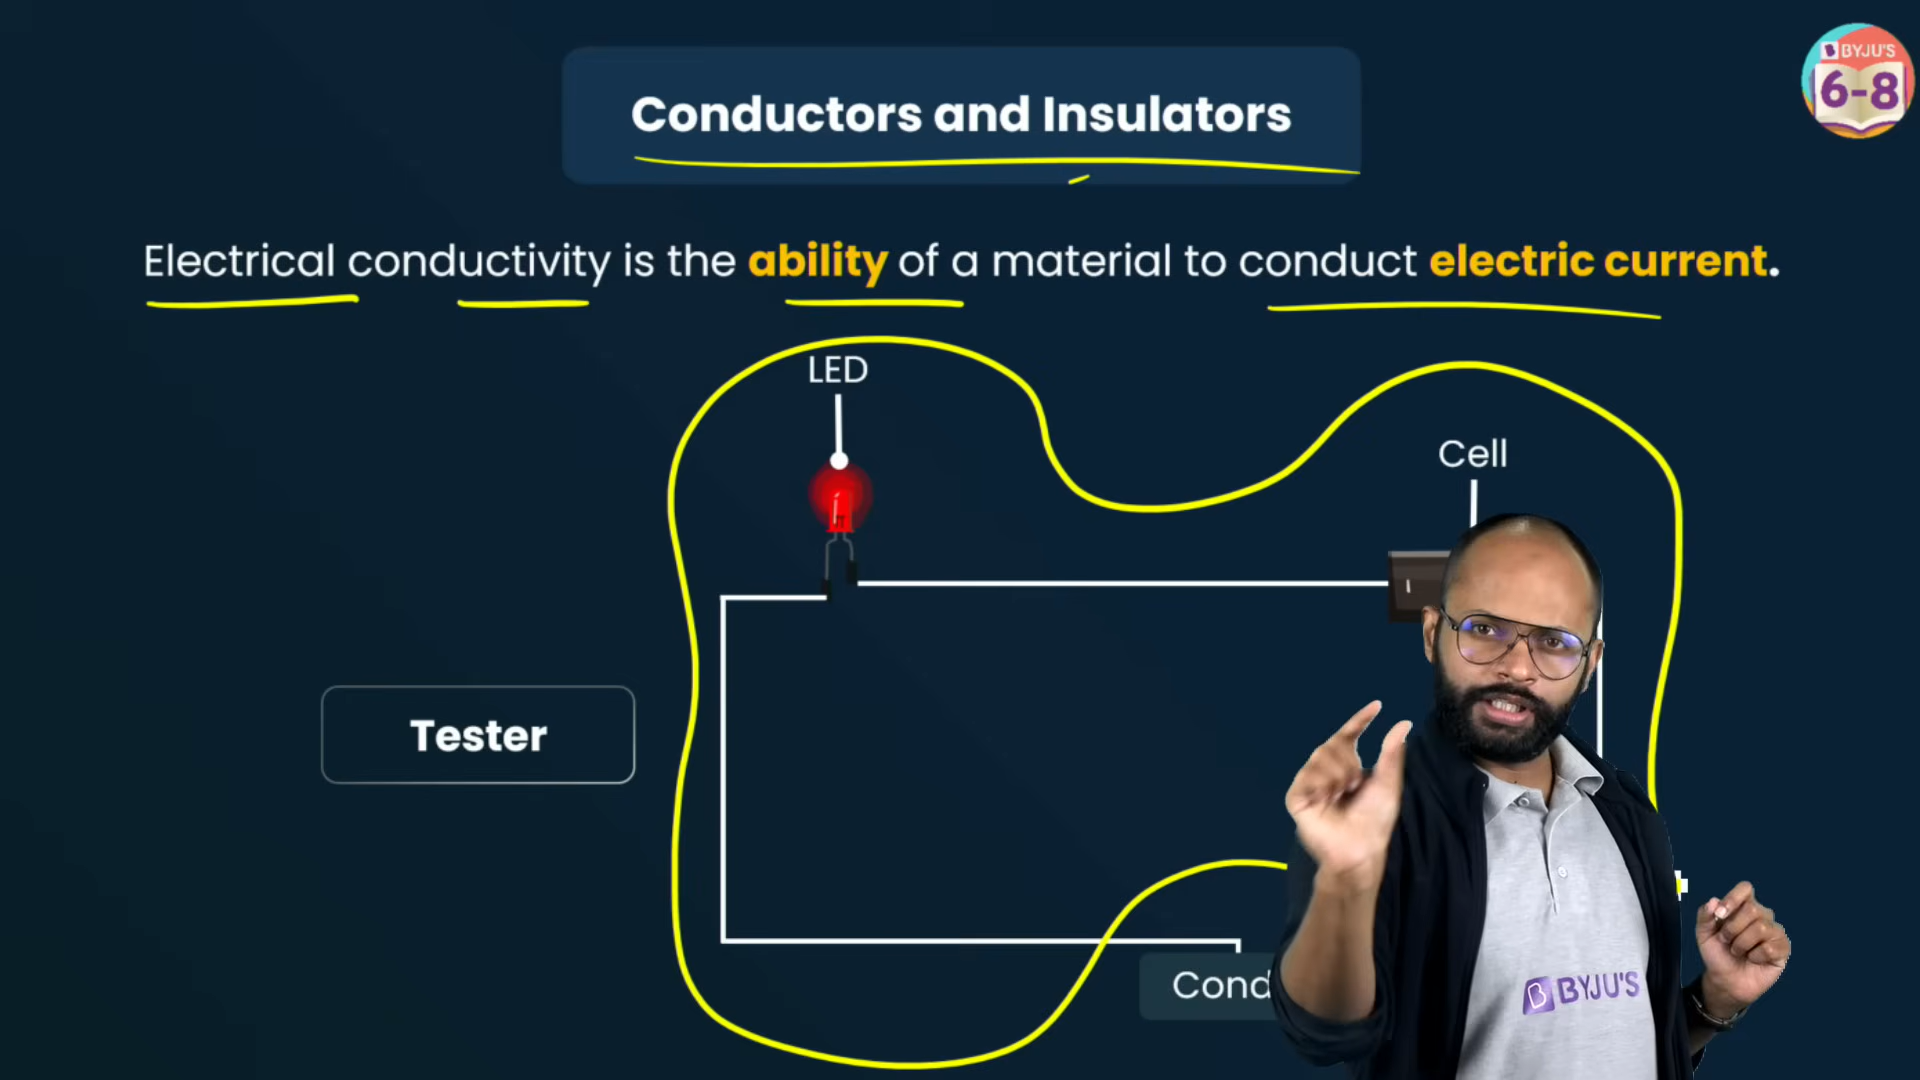 BYJU'S
6-8
Conductors and Insulators
Electrical conductivity is the ability of a material to conduct electric current.
LED
Cell
Tester
Cond
BYJU'S